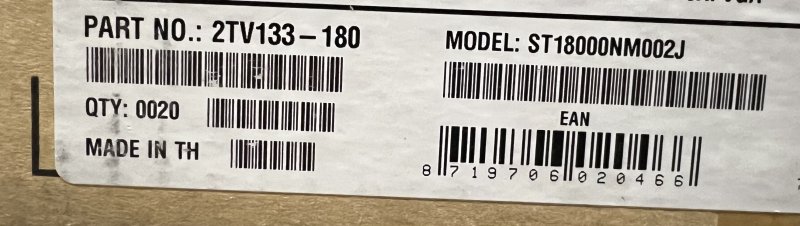 PART NO.: 2TV133-180
MODEL: ST18000NM002J
QTY: 0020
EAN
8 719706 020466
MADE IN TH